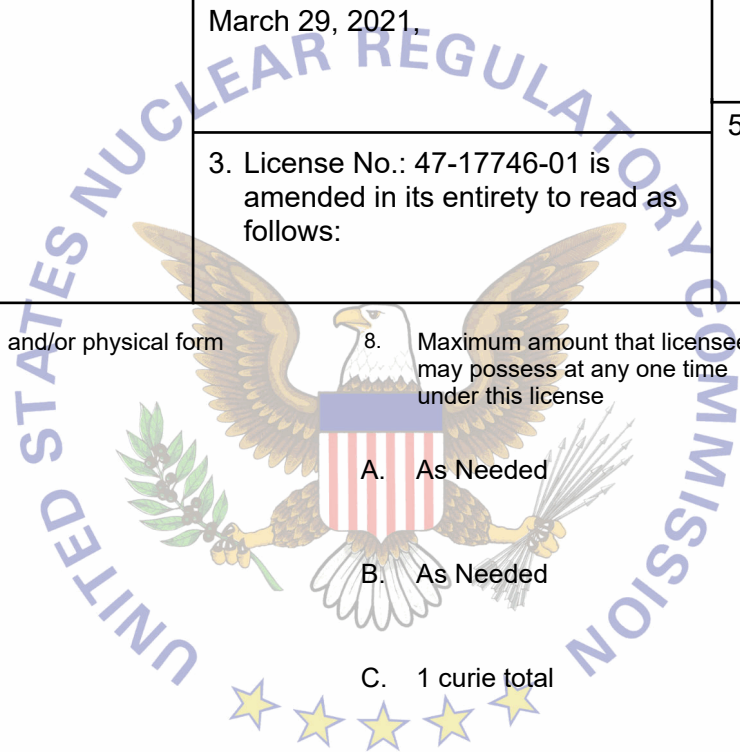 March 29, 2021,
5
3. License No.: 47-17746-01 is
amended in its entirety to read as
follows:
and/or physical form
8. Maximum amount that licensee
may possess at any one time
under this license
A. As Needed
B. As Needed
C. 1 curie total
UNITED STATES NUCLEAR REGULATORY COMMISSION